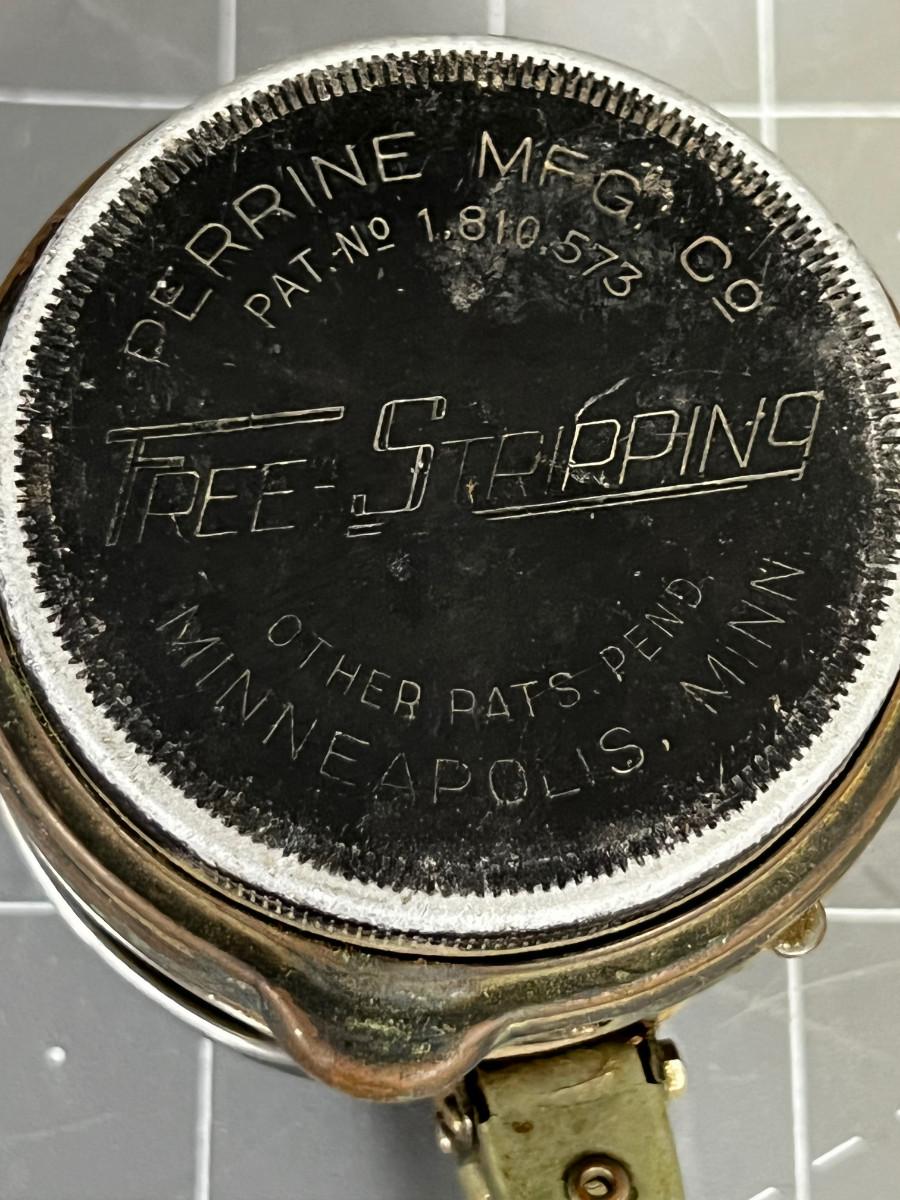 PERRINE MFG. Co
PAT. No 1,810,573
FREE-STRIPPING
OTHER PATS. PEND.
MINNEAPOLIS, MINN